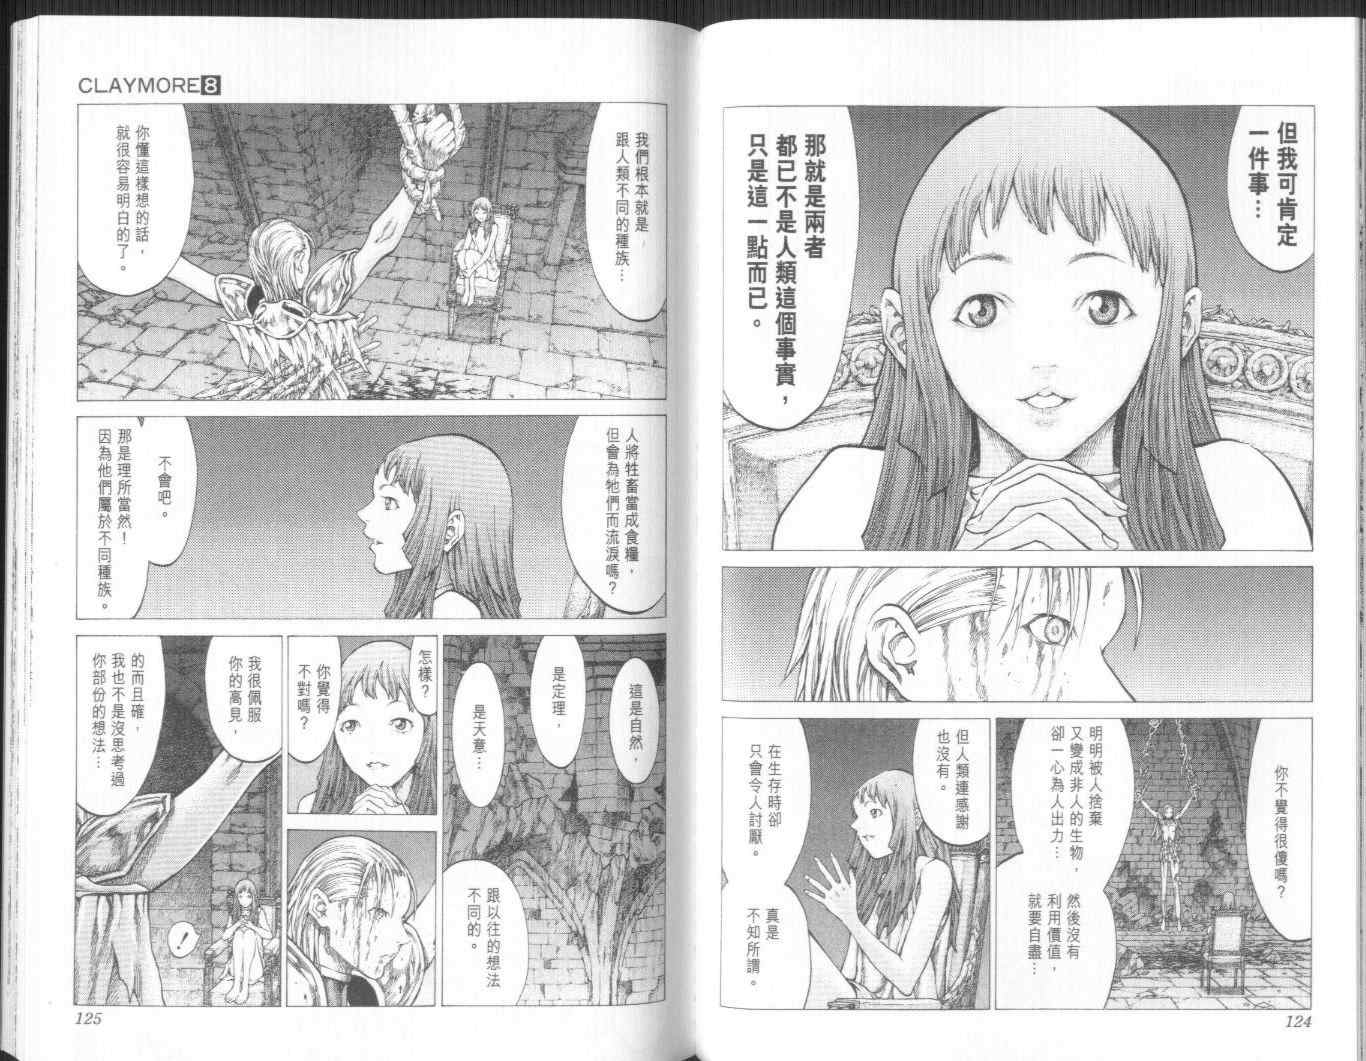 但我可肯定
一件事…
那就是兩者
都已不是人類這個事實，
只是這一點而已。
你不覺得很傻嗎？
明明被人捨棄
又變成非人的生物，
卻一心為人出力…
然後沒有
利用價值，
就要自盡…
但人類連感謝
也沒有。
在生存時卻
只會令人討厭。
真是
不知所謂。
124
CLAYMORE8
我們根本就是，
跟人類不同的種族…
你懂這樣想的話，
就很容易明白的了。
人將牲畜當成食糧，
但會為牠們而流淚嗎？
不會吧。
那是理所當然！
因為他們屬於不同種族。
這是自然，
是定理，
是天意…
跟以往的想法
不同的。
怎樣？
你覺得
不對嗎？
我很佩服
你的高見，
的而且確，
我也不是沒思考過
你部份的想法…
！
125